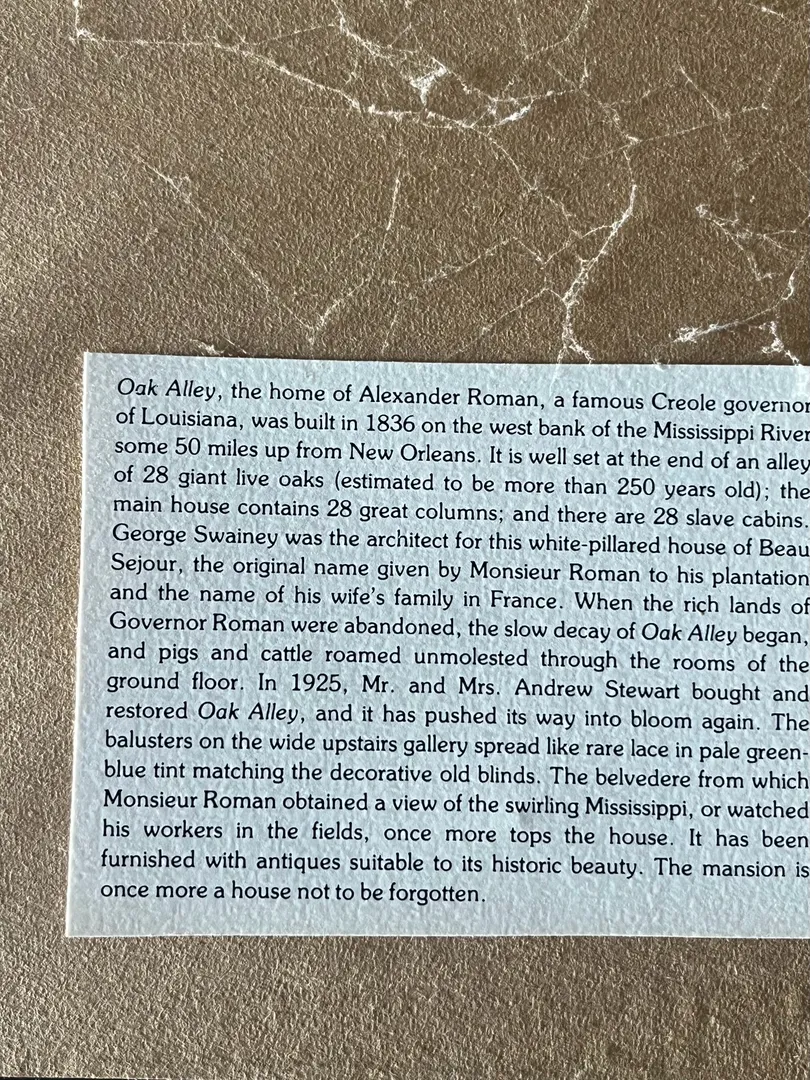 Oak Alley, the home of Alexander Roman, a famous Creole governor
of Louisiana, was built in 1836 on the west bank of the Mississippi River
some 50 miles up from New Orleans. It is well set at the end of an alley
of 28 giant live oaks (estimated to be more than 250 years old); the
main house contains 28 great columns; and there are 28 slave cabins.
George Swainey was the architect for this white-pillared house of Beau
Sejour, the original name given by Monsieur Roman to his plantation
and the name of his wife's family in France. When the rich lands of
Governor Roman were abandoned, the slow decay of Oak Alley began,
and pigs and cattle roamed unmolested through the rooms of the
ground floor. In 1925, Mr. and Mrs. Andrew Stewart bought and
restored Oak Alley, and it has pushed its way into bloom again. The
balusters on the wide upstairs gallery spread like rare lace in pale green-
blue tint matching the decorative old blinds. The belvedere from which
Monsieur Roman obtained a view of the swirling Mississippi, or watched
his workers in the fields, once more tops the house. It has been
furnished with antiques suitable to its historic beauty. The mansion is
once more a house not to be forgotten.